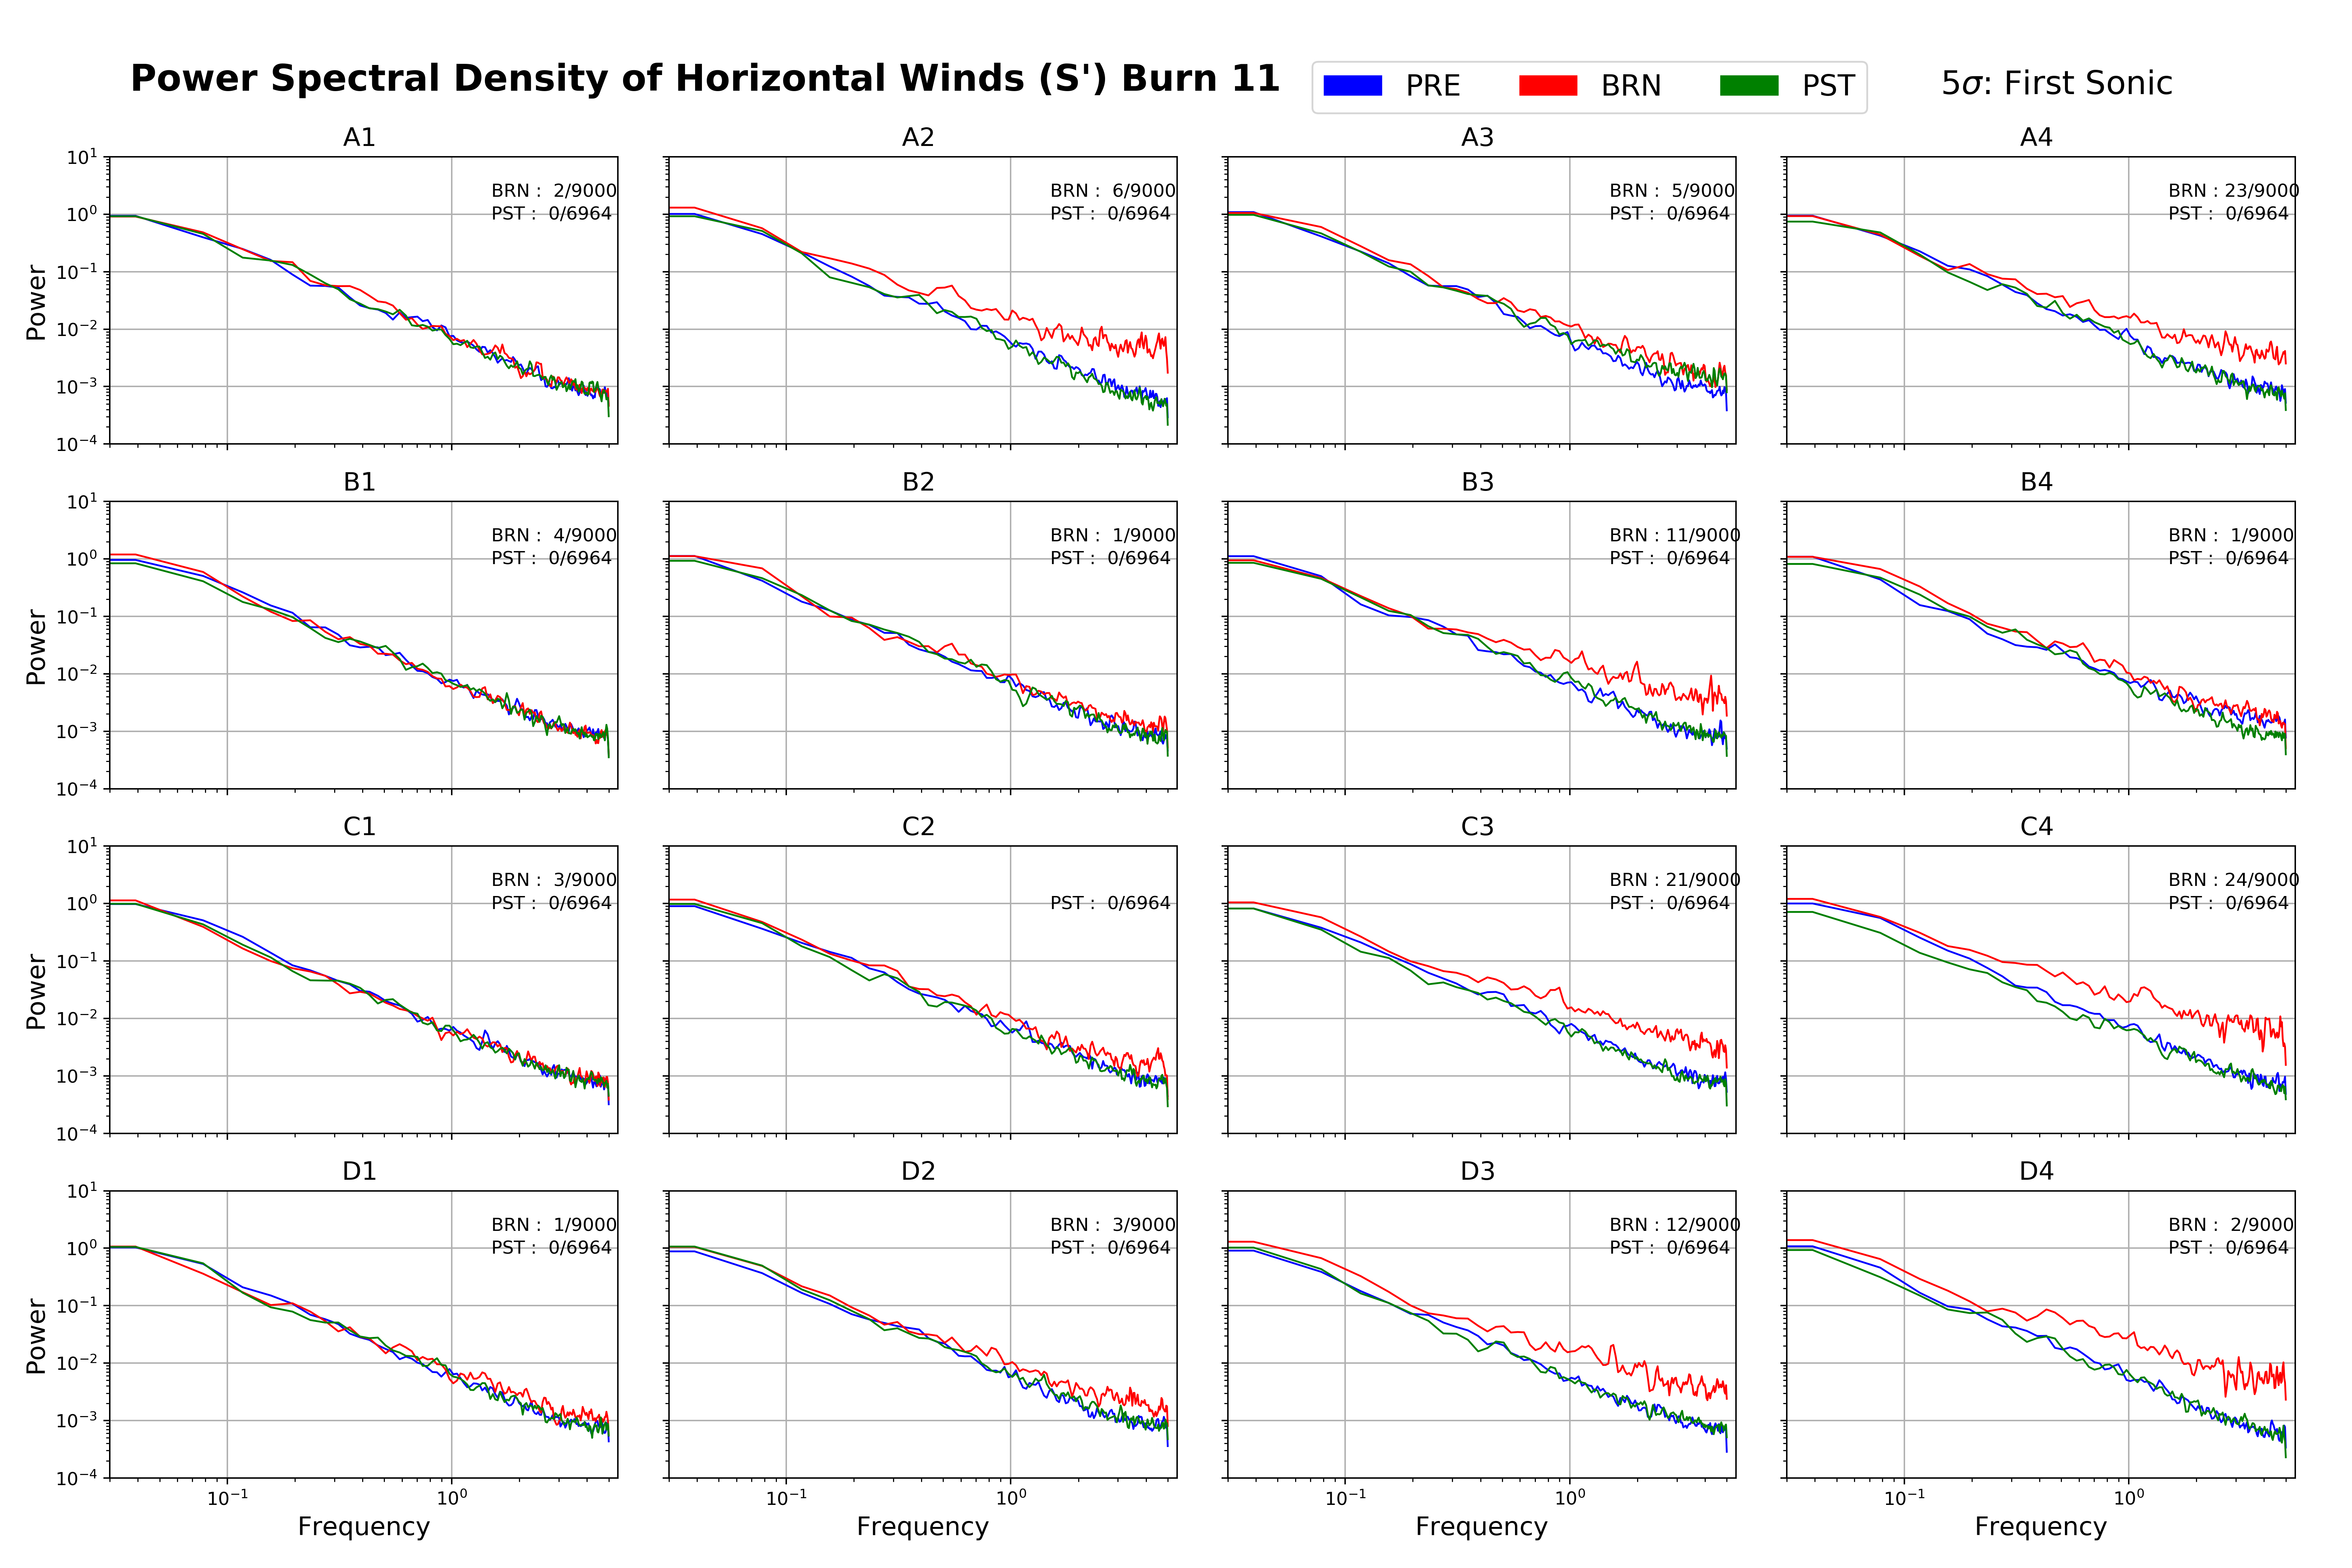 Power Spectral Density of Horizontal Winds (S') Burn 11
PRE BRN PST
5σ: First Sonic
A1
A2
A3
A4
BRN : 2/9000
PST : 0/6964
BRN : 6/9000
PST : 0/6964
BRN : 5/9000
PST : 0/6964
BRN : 23/9000
PST : 0/6964
Power
10¹
10⁰
10⁻¹
10⁻²
10⁻³
10⁻⁴
B1
B2
B3
B4
BRN : 4/9000
PST : 0/6964
BRN : 1/9000
PST : 0/6964
BRN : 11/9000
PST : 0/6964
BRN : 1/9000
PST : 0/6964
Power
10¹
10⁰
10⁻¹
10⁻²
10⁻³
10⁻⁴
C1
C2
C3
C4
BRN : 3/9000
PST : 0/6964
PST : 0/6964
BRN : 21/9000
PST : 0/6964
BRN : 24/9000
PST : 0/6964
Power
10¹
10⁰
10⁻¹
10⁻²
10⁻³
10⁻⁴
D1
D2
D3
D4
BRN : 1/9000
PST : 0/6964
BRN : 3/9000
PST : 0/6964
BRN : 12/9000
PST : 0/6964
BRN : 2/9000
PST : 0/6964
Power
10¹
10⁰
10⁻¹
10⁻²
10⁻³
10⁻⁴
10⁻¹ 10⁰
10⁻¹ 10⁰
10⁻¹ 10⁰
10⁻¹ 10⁰
Frequency
Frequency
Frequency
Frequency